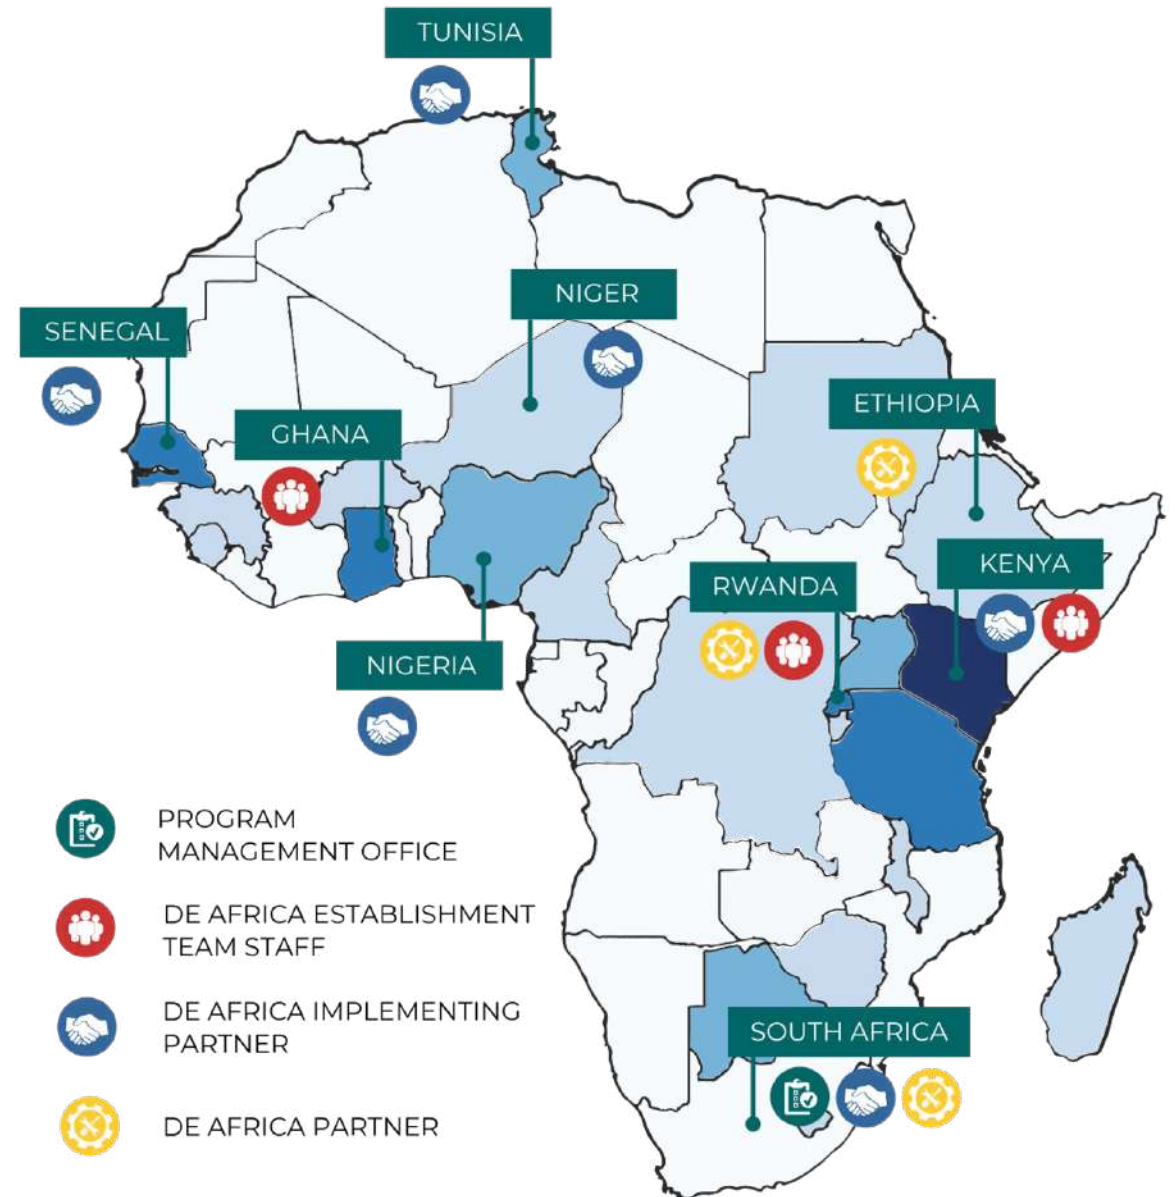 TUNISIA
NIGER
SENEGAL
ETHIOPIA
GHANA
KENYA
RWANDA
NIGERIA
PROGRAM
MANAGEMENT OFFICE
DE AFRICA ESTABLISHMENT
TEAM STAFF
DE AFRICA IMPLEMENTING
PARTNER
SOUTH AFRICA
DE AFRICA PARTNER